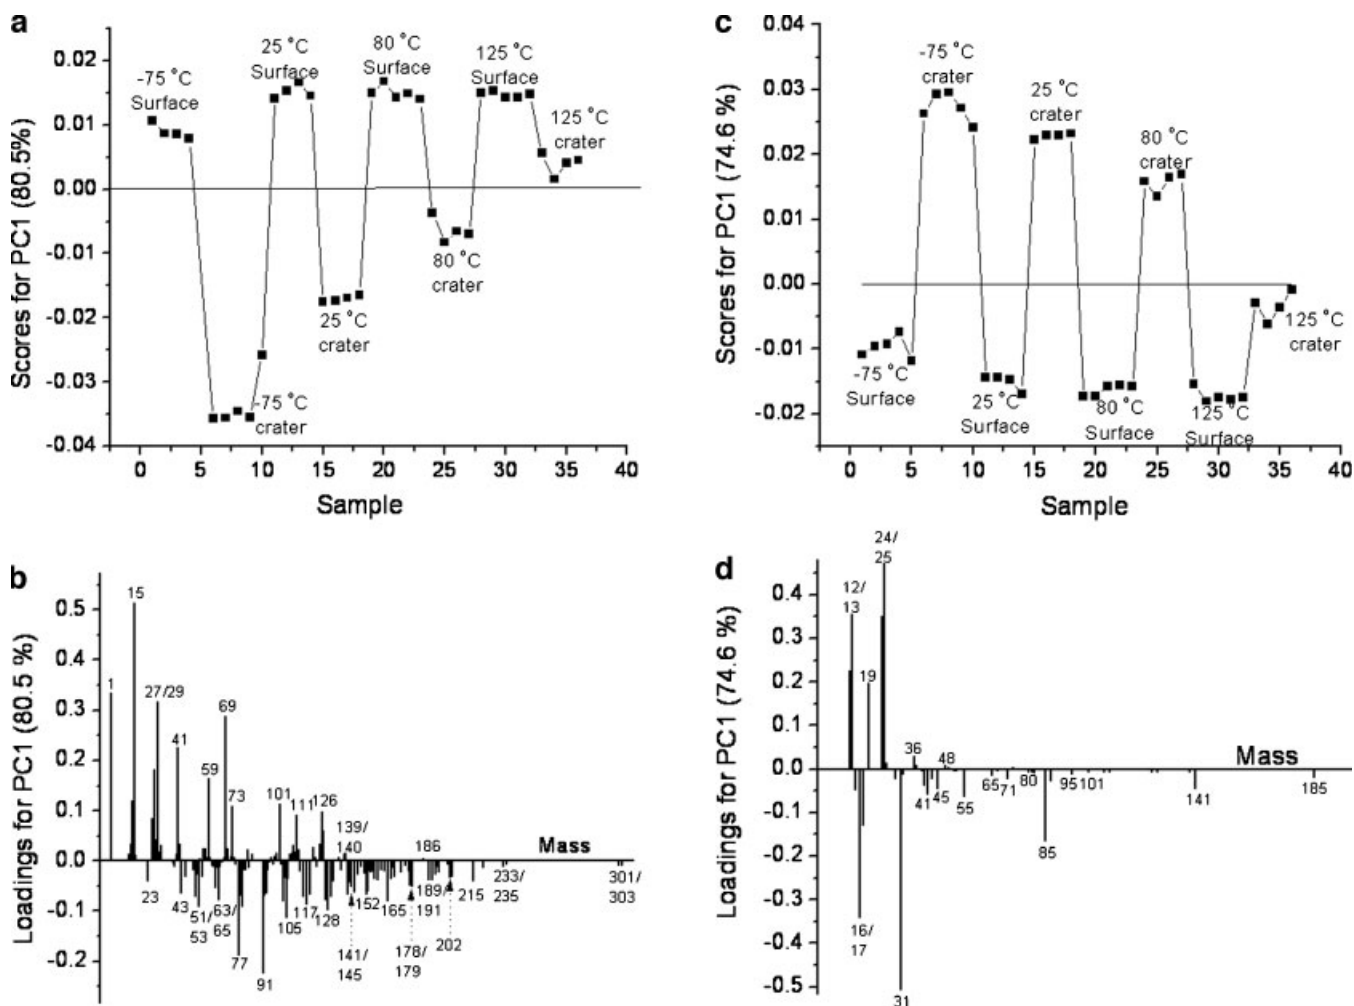 a
Scores for PC1 (80.5%)
0.02
0.01
0.00
-0.01
-0.02
-0.03
-0.04
-75 °C
Surface
25 °C
Surface
80 °C
Surface
125 °C
Surface
125 °C
crater
80 °C
crater
25 °C
crater
-75 °C
crater
0 5 10 15 20 25 30 35 40
Sample
c
Scores for PC1 (74.6 %)
0.04
0.03
0.02
0.01
0.00
-0.01
-0.02
-75 °C
crater
25 °C
crater
80 °C
crater
125 °C
crater
-75 °C
Surface
25 °C
Surface
80 °C
Surface
125 °C
Surface
0 5 10 15 20 25 30 35 40
Sample
b
Loadings for PC1 (80.5 %)
0.5
0.4
0.3
0.2
0.1
0.0
-0.1
-0.2
1
15
27/29
41
59
69
73
101
111
126
139/
140
186
Mass
23
43
51/
53
63/
65
77
91
105
117
128
141/
145
152
165
178/
179
189/
191
202
215
233/
235
301/
303
d
Loadings for PC1 (74.6 %)
0.4
0.3
0.2
0.1
0.0
-0.1
-0.2
-0.3
-0.4
-0.5
12/
13
19
24/
25
36
48
Mass
16/
17
31
41
45
55
65
71
80
85
95
101
141
185